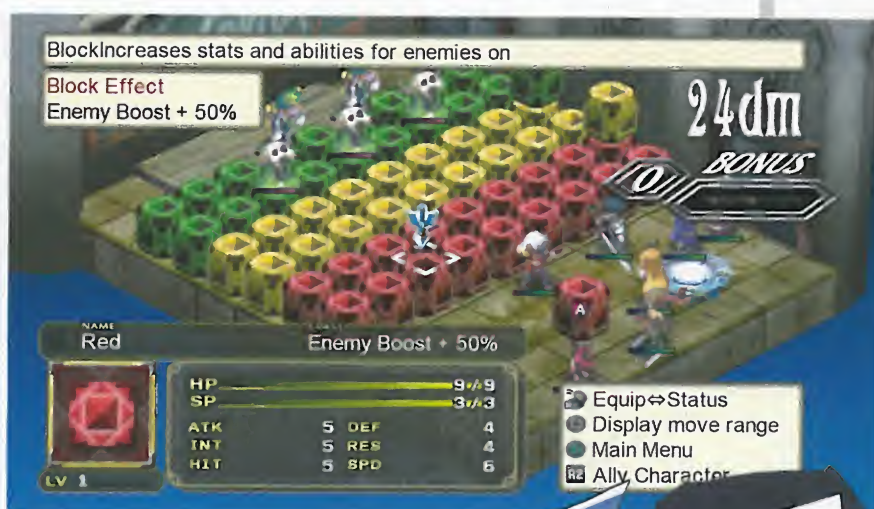 BlockIncreases stats and abilities for enemies on
Block Effect
Enemy Boost + 50%
24dm
BONUS
0
A
NAME
Red
Enemy Boost + 50%
HP 9/9
SP 3/3
ATK 5 DEF 4
INT 5 RES 4
HIT 5 SPD 6
LV 1
Equip⇔Status
Display move range
Main Menu
R2 Ally Character